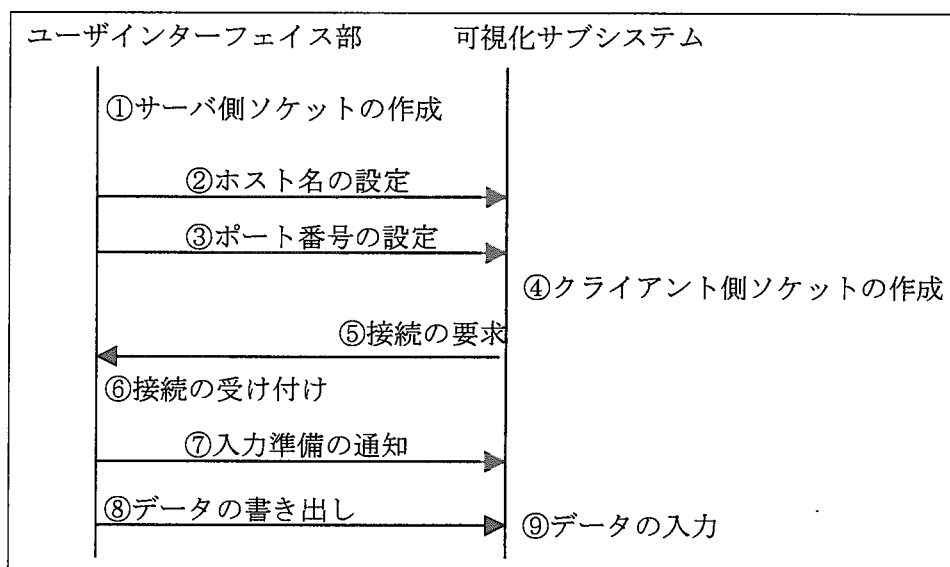 ユーザインターフェイス部 可視化サブシステム
①サーバ側ソケットの作成
②ホスト名の設定
③ポート番号の設定
④クライアント側ソケットの作成
⑤接続の要求
⑥接続の受け付け
⑦入力準備の通知
⑧データの書き出し
⑨データの入力